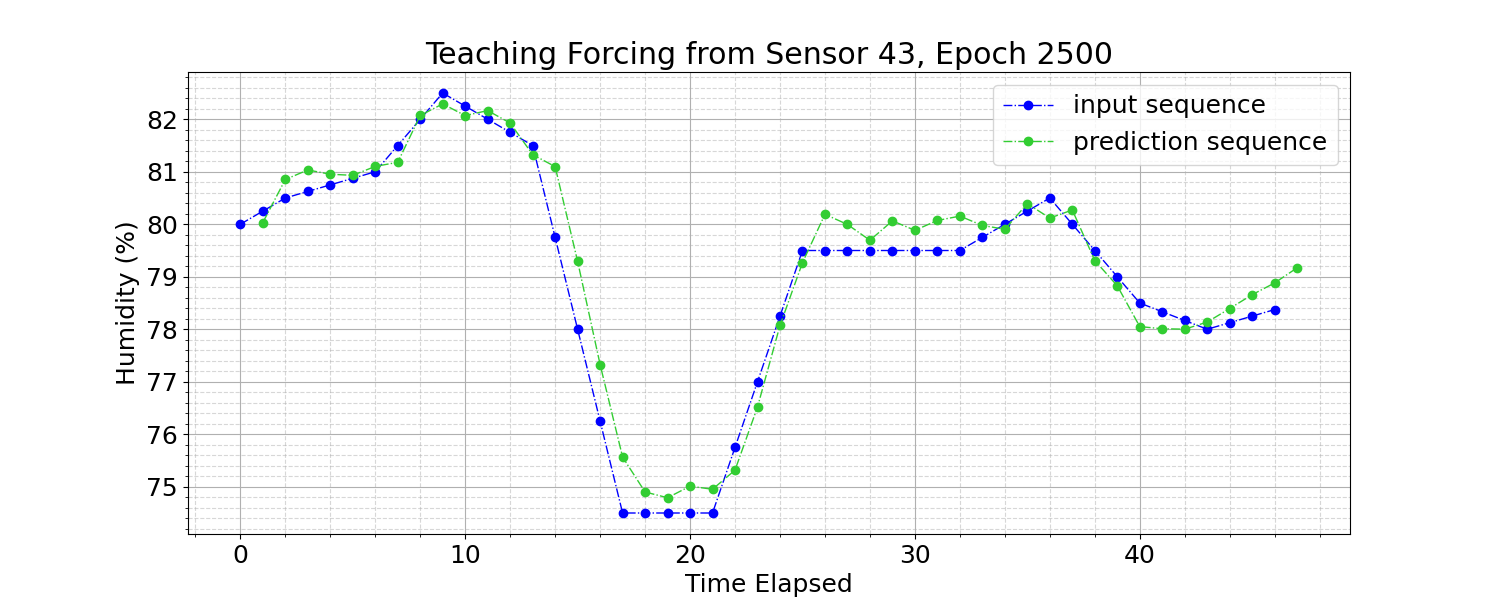 Teaching Forcing from Sensor 43, Epoch 2500
input sequence
prediction sequence
Humidity (%)
82
81
80
79
78
77
76
75
0 10 20 30 40
Time Elapsed